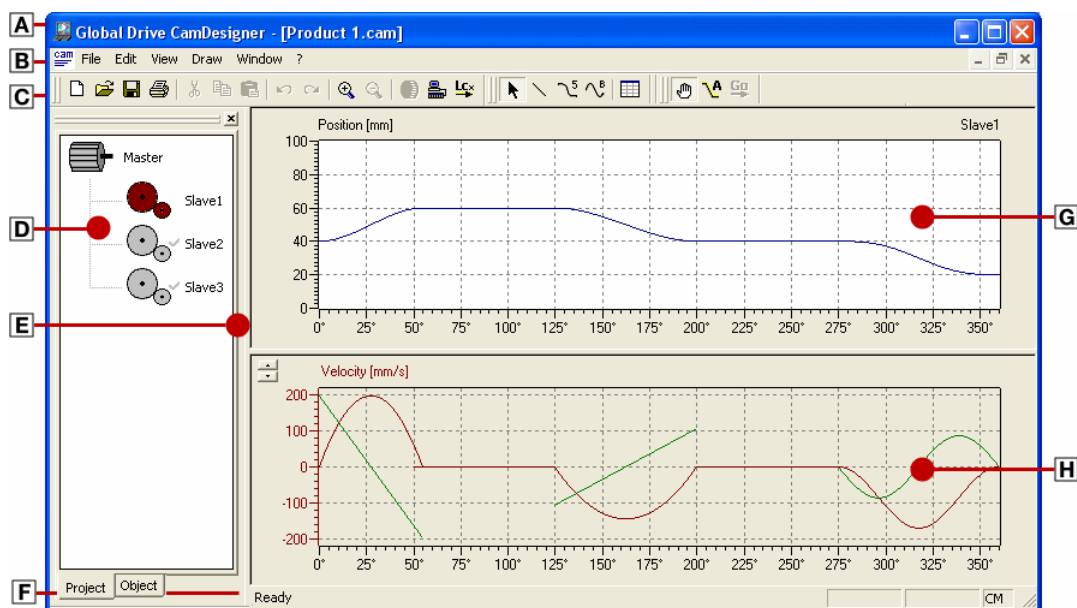 A
Global Drive CamDesigner - [Product 1.cam]
B
cam File Edit View Draw Window ?
C
LCx S B A Go
Position [mm] Slave1
100
80
60
40
20
0
0° 25° 50° 75° 100° 125° 150° 175° 200° 225° 250° 275° 300° 325° 350°
Master
Slave1
Slave2
Slave3
D
E
G
Velocity [mm/s]
200
100
0
-100
-200
0° 25° 50° 75° 100° 125° 150° 175° 200° 225° 250° 275° 300° 325° 350°
H
F
Project Object
Ready CM